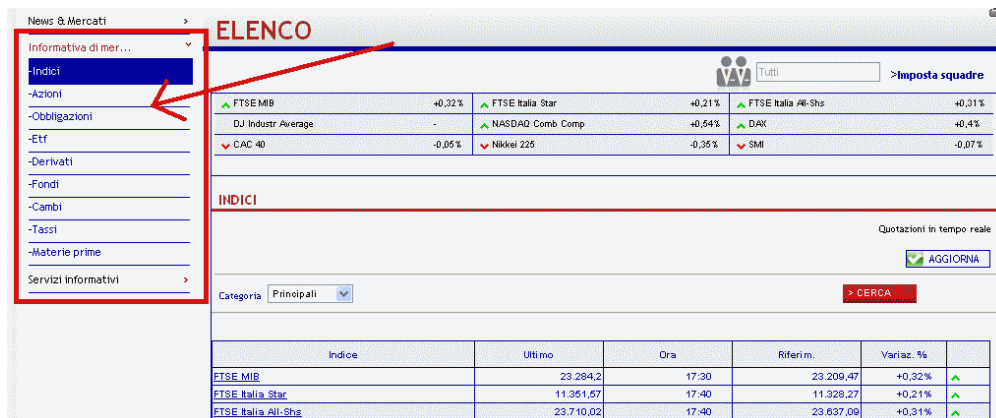 News & Mercati >
Informativa di mer...
-Indici
-Azioni
-Obbligazioni
-Etf
-Derivati
-Fondi
-Cambi
-Tassi
-Materie prime
Servizi informativi >
ELENCO
Tutti >Imposta squadre
FTSE MIB +0,32% FTSE Italia Star +0,21% FTSE Italia All-Shs +0,31%
DJ Industr Average - NASDAQ Comb Comp +0,54% DAX +0,4%
CAC 40 -0,05% Nikkei 225 -0,35% SMI -0,07%
INDICI
Quotazioni in tempo reale
AGGIORNA
Categoria Principali > CERCA
Indice Ultimo Ora Riferim. Variaz. %
FTSE MIB 23.284,2 17:30 23.209,47 +0,32%
FTSE Italia Star 11.351,57 17:40 11.328,27 +0,21%
FTSE Italia All-Shs 23.710,02 17:40 23.637,09 +0,31%